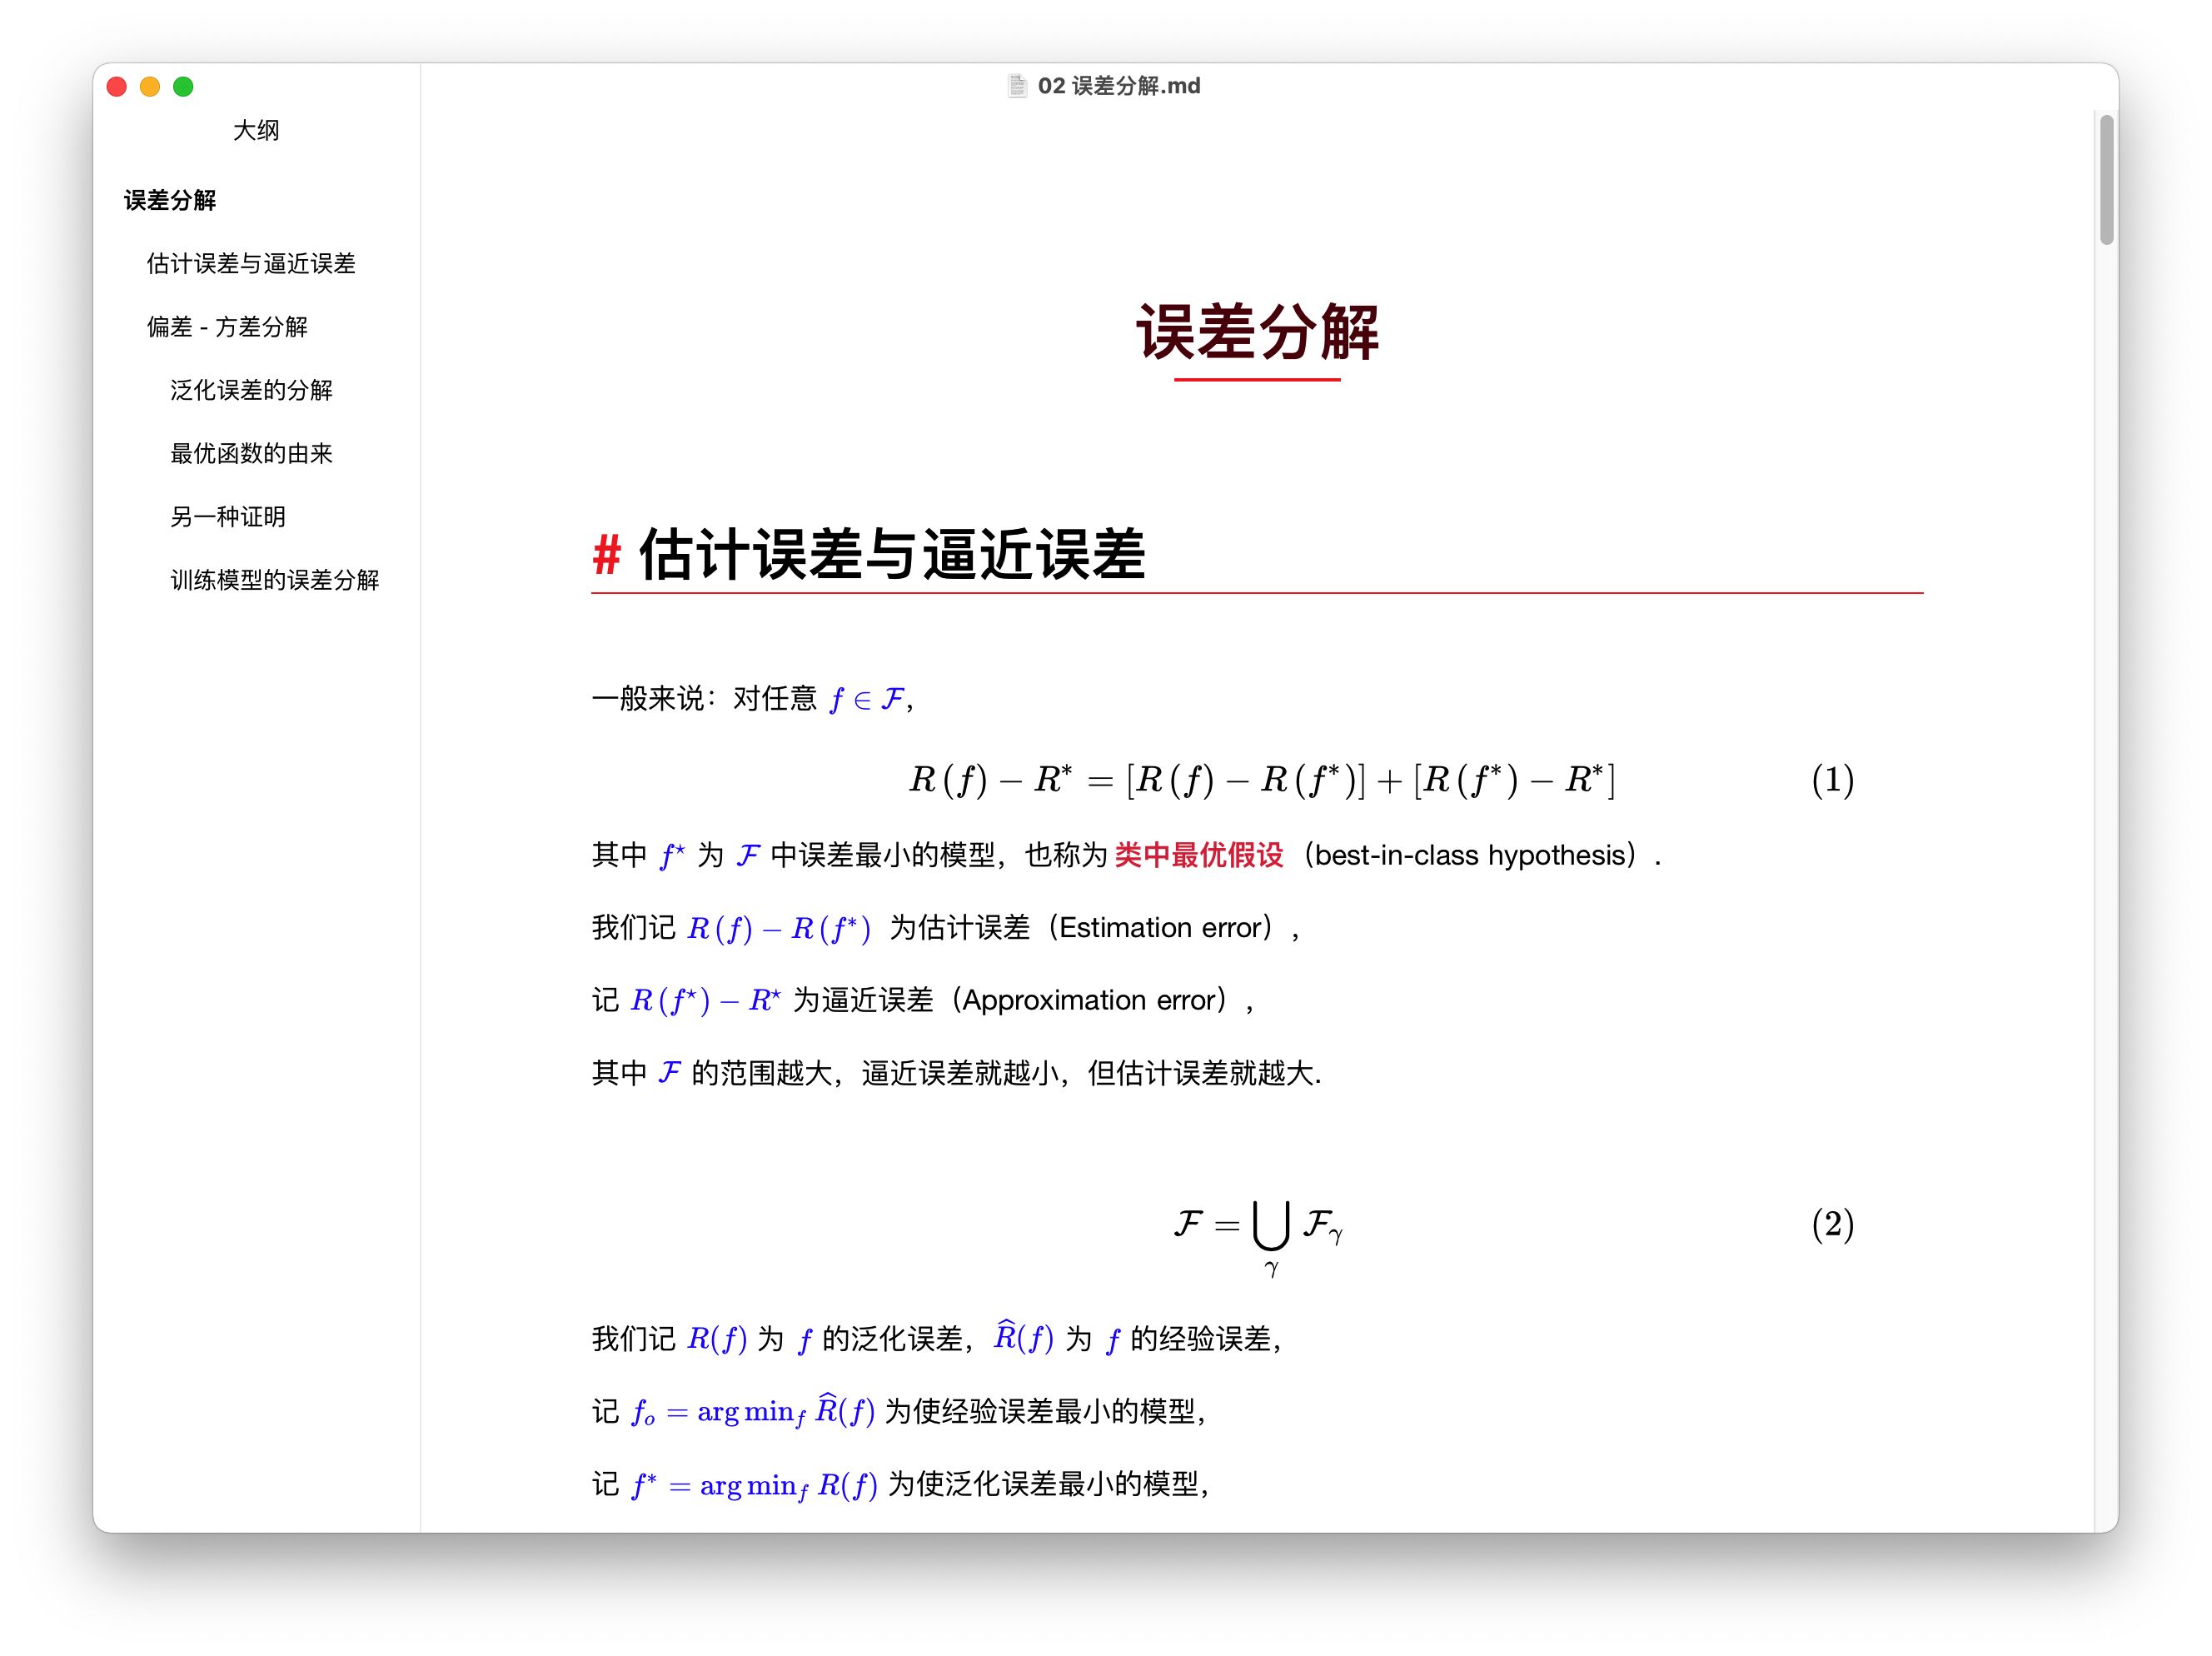 02 误差分解.md
大纲
误差分解
估计误差与逼近误差
偏差 - 方差分解
泛化误差的分解
最优函数的由来
另一种证明
训练模型的误差分解
误差分解
# 估计误差与逼近误差
一般来说：对任意 $f \in \mathcal{F}$，
$R(f) - R^* = [R(f) - R(f^*)] + [R(f^*) - R^*]$ (1)
其中 $f^\star$ 为 $\mathcal{F}$ 中误差最小的模型，也称为 类中最优假设（best-in-class hypothesis）.
我们记 $R(f) - R(f^*)$ 为估计误差（Estimation error），
记 $R(f^\star) - R^\star$ 为逼近误差（Approximation error），
其中 $\mathcal{F}$ 的范围越大，逼近误差就越小，但估计误差就越大.
$\mathcal{F} = \bigcup_{\gamma} \mathcal{F}_\gamma$ (2)
我们记 $R(f)$ 为 $f$ 的泛化误差，$\widehat{R}(f)$ 为 $f$ 的经验误差，
记 $f_o = \arg\min_f \widehat{R}(f)$ 为使经验误差最小的模型，
记 $f^* = \arg\min_f R(f)$ 为使泛化误差最小的模型，